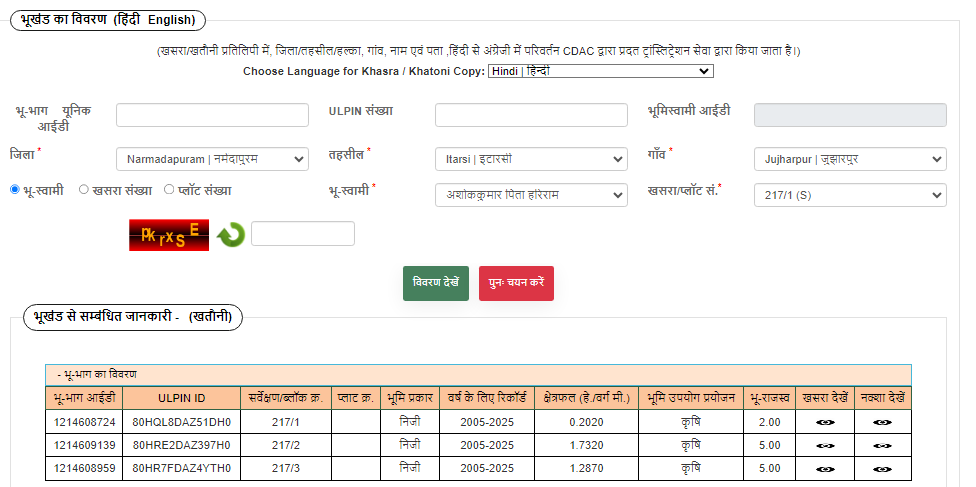 भूखंड का विवरण (हिंदी English)
(खसरा/खतौनी प्रतिलिपी में, जिला/तहसील/हल्का, गांव, नाम एवं पता ,हिंदी से अंग्रेजी में परिवर्तन CDAC द्वारा प्रदत ट्रांस्लिट्रेशन सेवा द्वारा किया जाता है।)
Choose Language for Khasra / Khatoni Copy: Hindi | हिन्दी
भू-भाग यूनिक आईडी ULPIN संख्या भूमिस्वामी आईडी
जिला * Narmadapuram | नर्मदापुरम तहसील * Itarsi | इटारसी गाँव * Jujharpur | जुझारपुर
भू-स्वामी खसरा संख्या प्लॉट संख्या भू-स्वामी * अशोककुमार पिता हरिराम खसरा/प्लॉट सं.* 217/1 (S)
PkrxSE
विवरण देखें पुनः चयन करें
भूखंड से सम्बंधित जानकारी - (खतौनी)
- भू-भाग का विवरण
भू-भाग आईडी ULPIN ID सर्वेक्षण/ब्लॉक क्र. प्लाट क्र. भूमि प्रकार वर्ष के लिए रिकॉर्ड क्षेत्रफल (हे./वर्ग मी.) भूमि उपयोग प्रयोजन भू-राजस्व खसरा देखें नक्शा देखें
1214608724 80HQL8DAZ51DH0 217/1 निजी 2005-2025 0.2020 कृषि 2.00
1214609139 80HRE2DAZ397H0 217/2 निजी 2005-2025 1.7320 कृषि 5.00
1214608959 80HR7FDAZ4YTH0 217/3 निजी 2005-2025 1.2870 कृषि 5.00